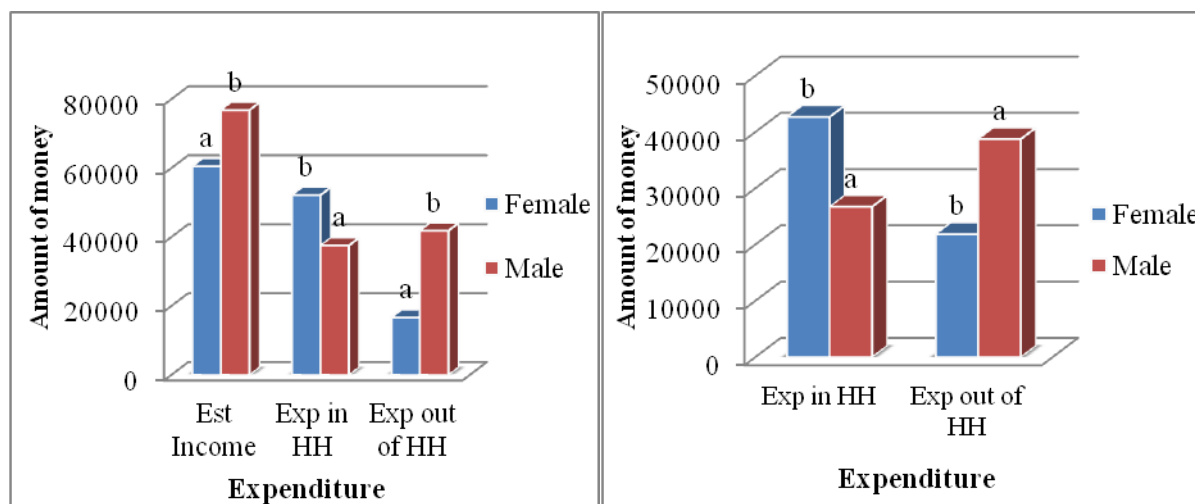 Amount of money
80000
60000
40000
20000
0
a
b
b
a
a
b
Est
Income
Exp in
HH
Exp out
of HH
Expenditure
Female
Male
Amount of money
50000
40000
30000
20000
10000
0
b
a
b
a
Exp in HH
Exp out of
HH
Expenditure
Female
Male